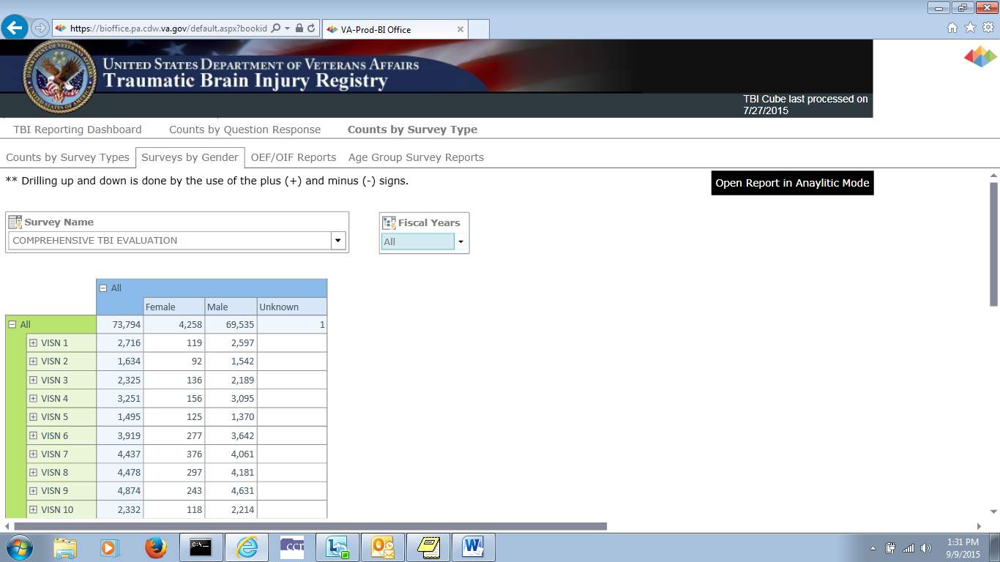 https://bioffice.pa.cdw.va.gov/default.aspx?bookid
VA-Prod-BI Office
UNITED STATES DEPARTMENT OF VETERANS AFFAIRS
Traumatic Brain Injury Registry
TBI Cube last processed on
7/27/2015
TBI Reporting Dashboard Counts by Question Response Counts by Survey Type
Counts by Survey Types Surveys by Gender OEF/OIF Reports Age Group Survey Reports
** Drilling up and down is done by the use of the plus (+) and minus (-) signs.
Open Report in Anaylitic Mode
Survey Name Fiscal Years
COMPREHENSIVE TBI EVALUATION All
All
Female Male Unknown
All 73,794 4,258 69,535 1
VISN 1 2,716 119 2,597
VISN 2 1,634 92 1,542
VISN 3 2,325 136 2,189
VISN 4 3,251 156 3,095
VISN 5 1,495 125 1,370
VISN 6 3,919 277 3,642
VISN 7 4,437 376 4,061
VISN 8 4,478 297 4,181
VISN 9 4,874 243 4,631
VISN 10 2,332 118 2,214
1:31 PM
9/9/2015